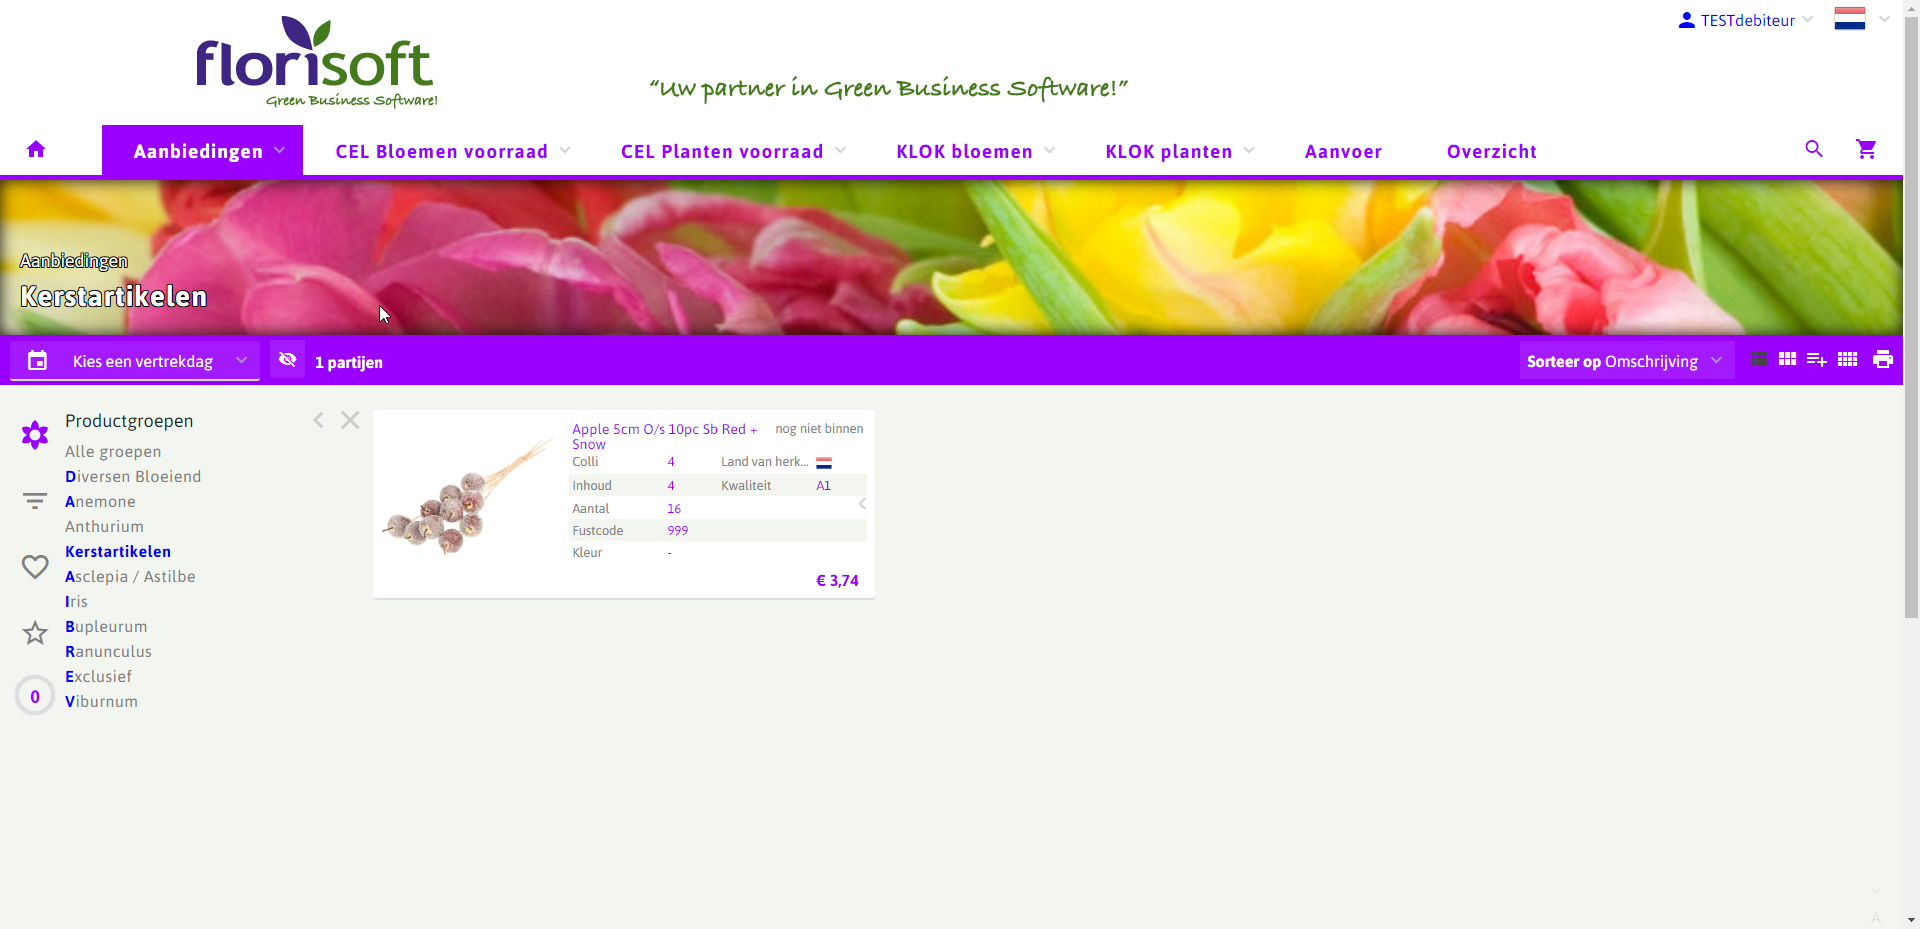 TESTdebiteur
florisoft
Green Business Software!
“Uw partner in Green Business Software!”
Aanbiedingen
CEL Bloemen voorraad
CEL Planten voorraad
KLOK bloemen
KLOK planten
Aanvoer
Overzicht
Aanbiedingen
Kerstartikelen
Kies een vertrekdag
1 partijen
Sorteer op Omschrijving
Productgroepen
Alle groepen
Diversen Bloeiend
Anemone
Anthurium
Kerstartikelen
Asclepia / Astilbe
Iris
Bupleurum
Ranunculus
Exclusief
Viburnum
0
Apple 5cm O/s 10pc Sb Red +
Snow
nog niet binnen
Colli 4 Land van herk...
Inhoud 4 Kwaliteit A1
Aantal 16
Fustcode 999
Kleur -
€ 3,74
A